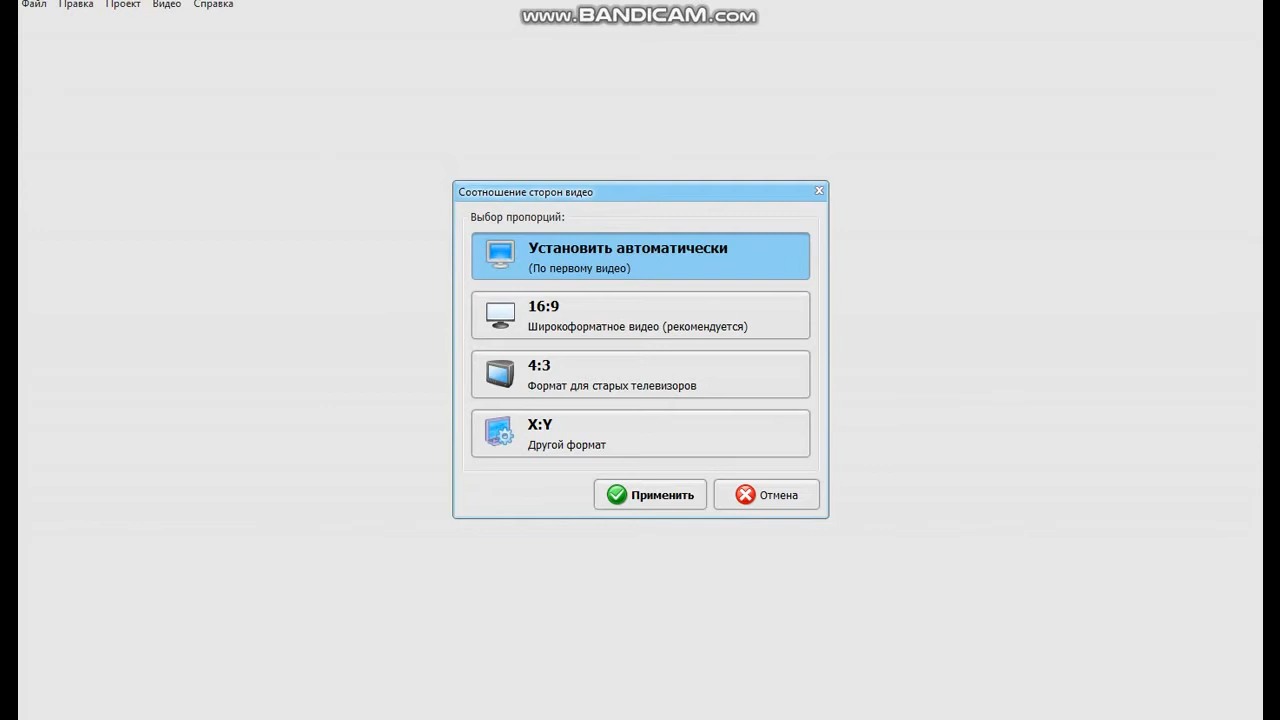 Файл Правка Проект Видео Справка
www.BANDICAM.com
Соотношение сторон видео
Выбор пропорций:
Установить автоматически
(По первому видео)
16:9
Широкоформатное видео (рекомендуется)
4:3
Формат для старых телевизоров
X:Y
Другой формат
Применить Отмена